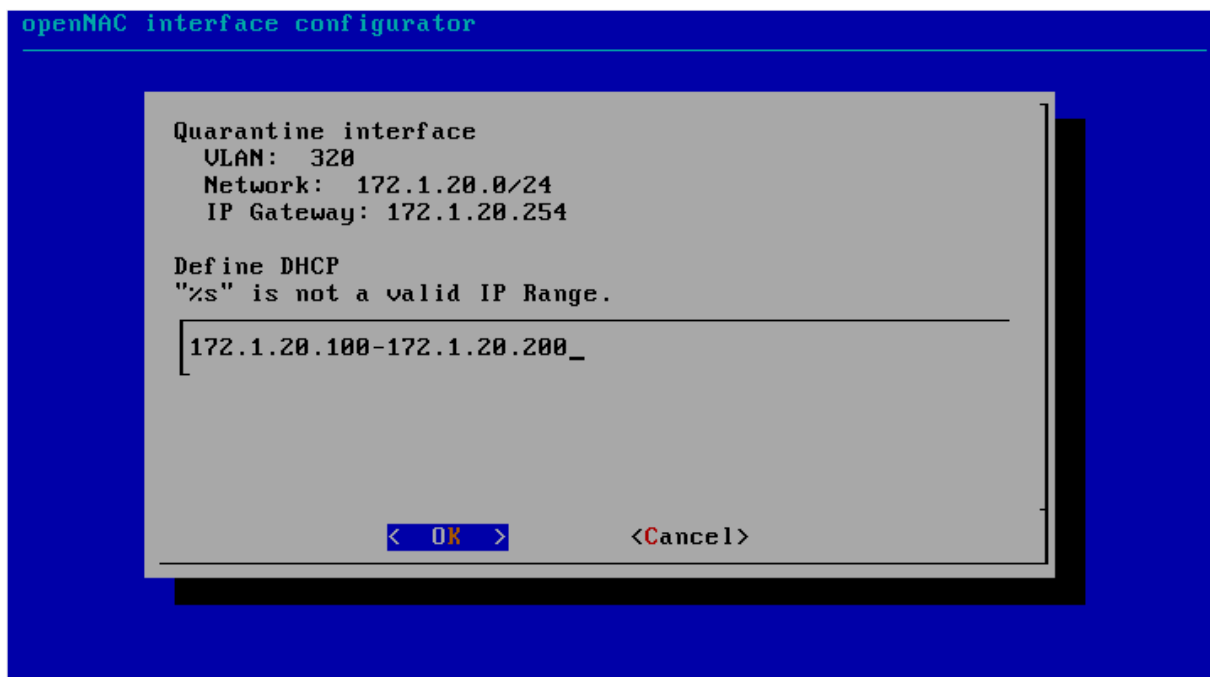 openNAC interface configurator
Quarantine interface
VLAN: 320
Network: 172.1.20.0/24
IP Gateway: 172.1.20.254
Define DHCP
"%s" is not a valid IP Range.
172.1.20.100-172.1.20.200_
< OK > <Cancel>